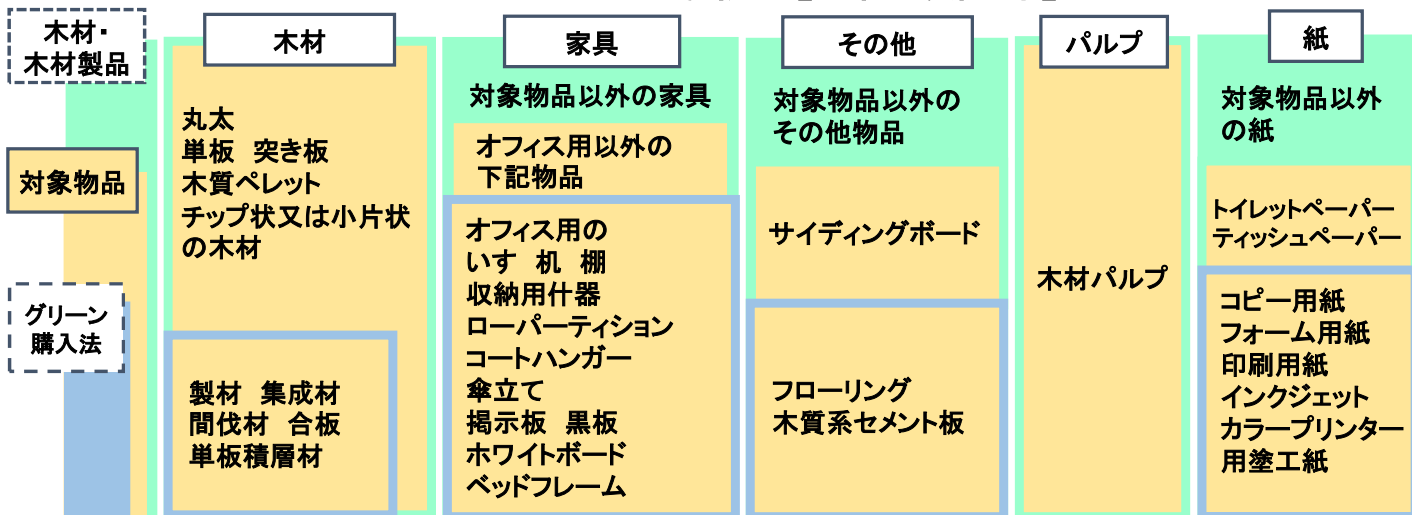 木材・
木材製品
対象物品
グリーン
購入法
木材
丸太
単板 突き板
木質ペレット
チップ状又は小片状
の木材
製材 集成材
間伐材 合板
単板積層材
家具
対象物品以外の家具
オフィス用以外の
下記物品
オフィス用の
いす 机 棚
収納用什器
ローパーティション
コートハンガー
傘立て
掲示板 黒板
ホワイトボード
ベッドフレーム
その他
対象物品以外の
その他物品
サイディングボード
フローリング
木質系セメント板
パルプ
木材パルプ
紙
対象物品以外
の紙
トイレットペーパー
ティッシュペーパー
コピー用紙
フォーム用紙
印刷用紙
インクジェット
カラープリンター
用塗工紙